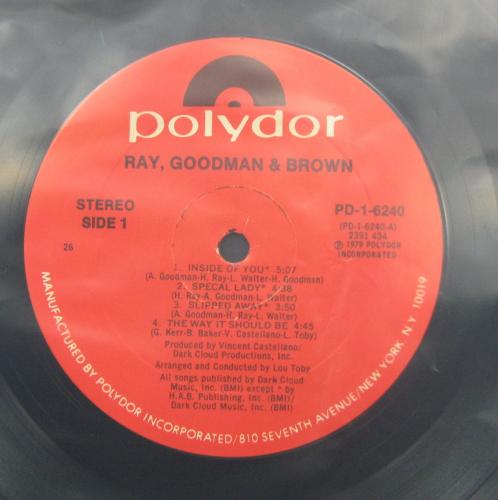 polydor
RAY, GOODMAN & BROWN
STEREO
SIDE 1
PD-1-6240
(PD-1-6240-A)
2391 434
℗ 1979 POLYDOR
INCORPORATED
26
1. INSIDE OF YOU* 5:07
(A. Goodman-H. Ray-L. Walter-H. Goodman)
2. SPECAL LADY* 4:38
(H. Ray-A. Goodman-L. Walter)
3. SLIPPED AWAY* 3:50
(A. Goodman-H. Ray-L. Walter)
4. THE WAY IT SHOULD BE 4:45
(G. Kerr-B. Baker-V. Castellano-L. Toby)
Produced by Vincent Castellano/
Dark Cloud Productions, Inc.
Arranged and Conducted by Lou Toby
All songs published by Dark Cloud
Music, Inc. (BMI) except ^ by
H.A.B. Publishing, Inc. (BMI)/
Dark Cloud Music, Inc. (BMI)
MANUFACTURED BY POLYDOR INCORPORATED/810 SEVENTH AVENUE/NEW YORK, N Y 10019